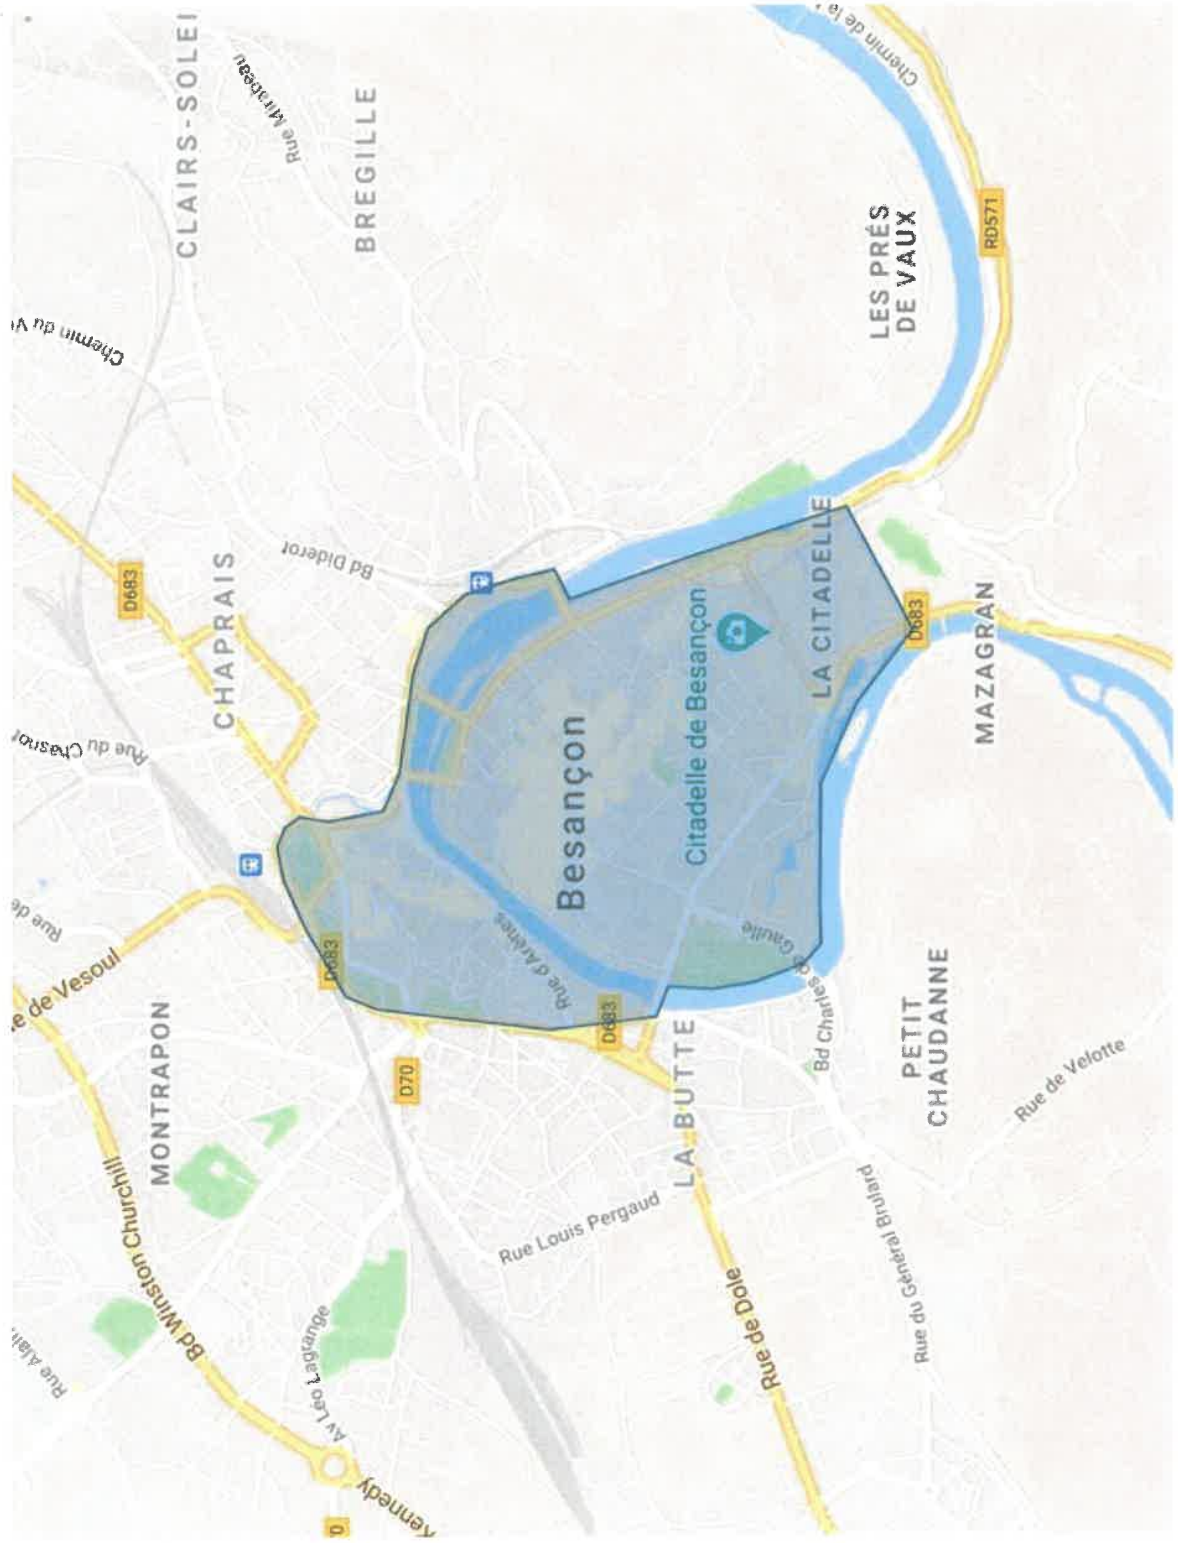 CLAIRS-SOLEI
Rue Mirabeau
BREGILLE
Chemin de la
Chemin du V
LES PRÉS
DE VAUX
RD571
D683
CHAPRAIS
Bd Diderot
Rue du Chasnot
LA CITADELLE
Citadelle de Besançon
D683
MAZAGRAN
Besançon
Rue de
a de Vesoul
D683
Rue d'Arènes
Gaulle
Bd Charles de
MONTRAPON
D70
D683
LA BUTTE
PETIT
CHAUDANNE
Rue de Velotte
Bd Winston Churchill
Rue Louis Pergaud
Rue du Général Brulard
Rue de Dole
Av Léo Lagrange
Kennedy